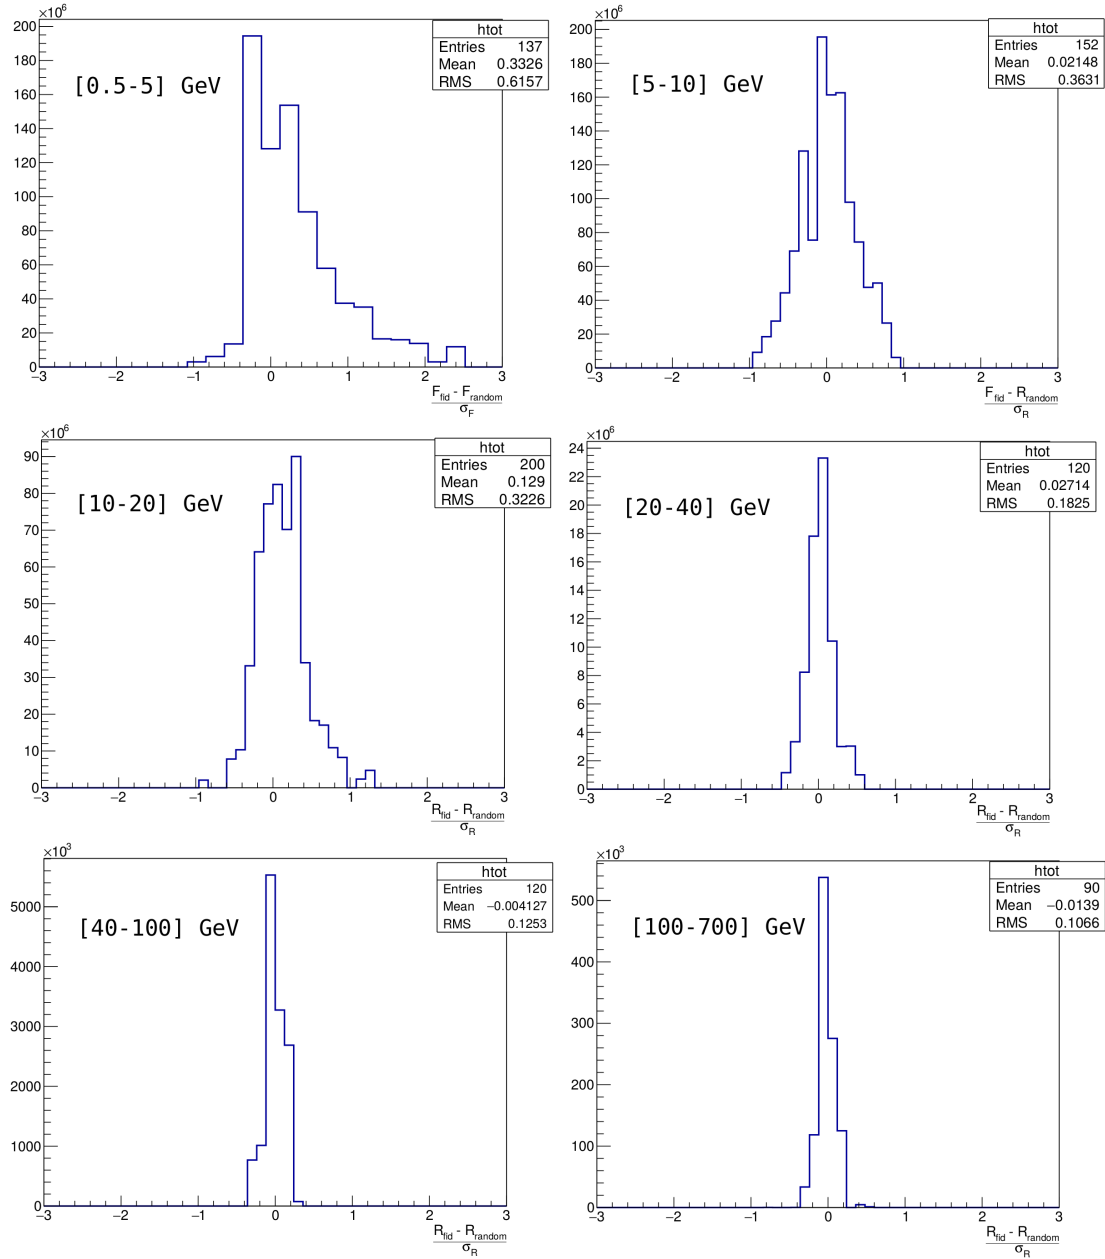 ×10⁶
htot
Entries 137
Mean 0.3326
RMS 0.6157
[0.5-5] GeV
200
180
160
140
120
100
80
60
40
20
0
−3 −2 −1 0 1 2 3
F_fid - F_random
σ_F
×10⁶
htot
Entries 152
Mean 0.02148
RMS 0.3631
[5-10] GeV
200
180
160
140
120
100
80
60
40
20
0
−3 −2 −1 0 1 2 3
F_fid - R_random
σ_R
×10⁶
htot
Entries 200
Mean 0.129
RMS 0.3226
[10-20] GeV
90
80
70
60
50
40
30
20
10
0
−3 −2 −1 0 1 2 3
R_fid - R_random
σ_R
×10⁶
htot
Entries 120
Mean 0.02714
RMS 0.1825
[20-40] GeV
24
22
20
18
16
14
12
10
8
6
4
2
0
−3 −2 −1 0 1 2 3
R_fid - R_random
σ_R
×10³
htot
Entries 120
Mean −0.004127
RMS 0.1253
[40-100] GeV
5000
4000
3000
2000
1000
0
−3 −2 −1 0 1 2 3
R_fid - R_random
σ_R
×10³
htot
Entries 90
Mean −0.0139
RMS 0.1066
[100-700] GeV
500
400
300
200
100
0
−3 −2 −1 0 1 2 3
R_fid - R_random
σ_R